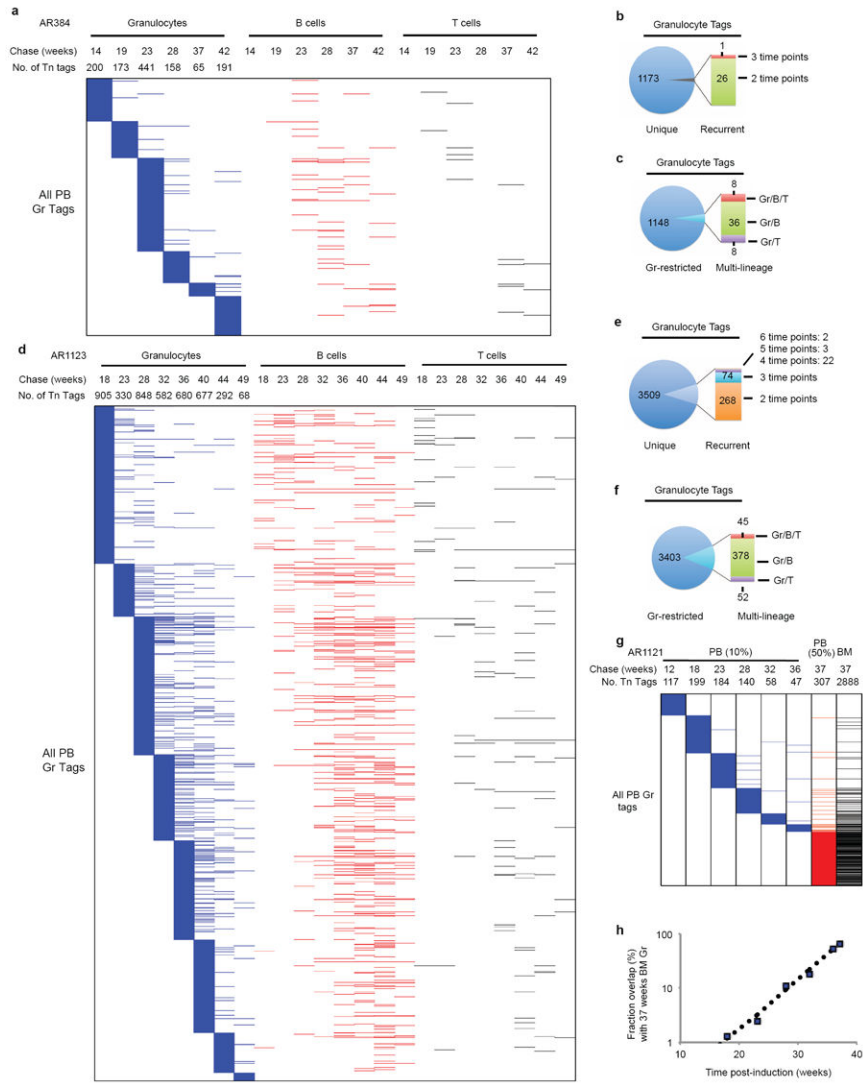 a
AR384 Granulocytes B cells T cells
Chase (weeks) 14 19 23 28 37 42 14 19 23 28 37 42 14 19 23 28 37 42
No. of Tn tags 200 173 441 158 65 191
All PB
Gr Tags
b
Granulocyte Tags
1
3 time points
1173 26 2 time points
Unique Recurrent
c
Granulocyte Tags
8
Gr/B/T
1148 36 Gr/B
Gr/T
8
Gr-restricted Multi-lineage
d
AR1123 Granulocytes B cells T cells
Chase (weeks) 18 23 28 32 36 40 44 49 18 23 28 32 36 40 44 49 18 23 28 32 36 40 44 49
No. of Tn Tags 905 330 848 582 680 677 292 68
All PB
Gr Tags
e
Granulocyte Tags
6 time points: 2
5 time points: 3
4 time points: 22
74 3 time points
3509 268 2 time points
Unique Recurrent
f
Granulocyte Tags
45
Gr/B/T
3403 378 Gr/B
Gr/T
52
Gr-restricted Multi-lineage
g
AR1121 PB (10%) PB (50%) BM
Chase (weeks) 12 18 23 28 32 36 37 37
No. Tn Tags 117 199 184 140 58 47 307 2888
All PB Gr
tags
h
Fraction overlap (%)
with 37 weeks BM Gr
100
10
1
10 20 30 40
Time post-induction (weeks)